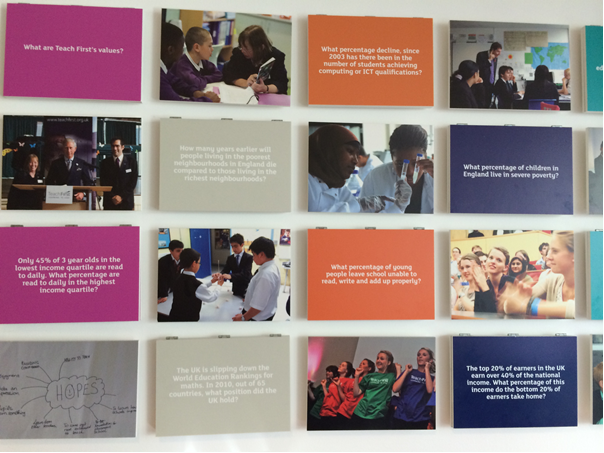 What are Teach First's values?
What percentage decline, since
2003 has there been in the
number of students achieving
computing or ICT qualifications?
How many years earlier will
people living in the poorest
neighbourhoods in England die
compared to those living in the
richest neighbourhoods?
What percentage of children in
England live in severe poverty?
Only 45% of 3 year olds in the
lowest income quartile are read
to daily. What percentage are
read to daily in the highest
income quartile?
What percentage of young
people leave school unable to
read, write and add up properly?
HOPES
The UK is slipping down the
World Education Rankings for
maths. In 2010, out of 65
countries, what position did the
UK hold?
The top 20% of earners in the UK
earn over 40% of the national
income. What percentage of this
income do the bottom 20% of
earners take home?